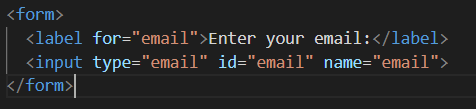 <form>
<label for="email">Enter your email:</label>
<input type="email" id="email" name="email">
</form>